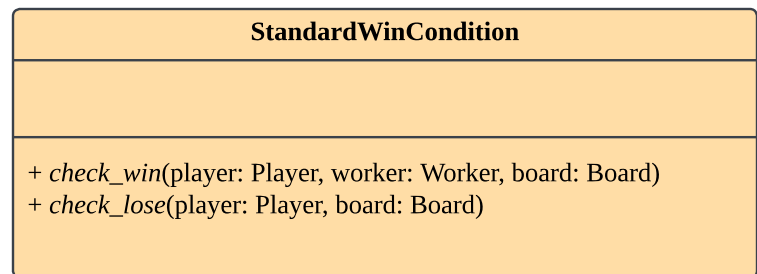 StandardWinCondition
+ check_win(player: Player, worker: Worker, board: Board)
+ check_lose(player: Player, board: Board)